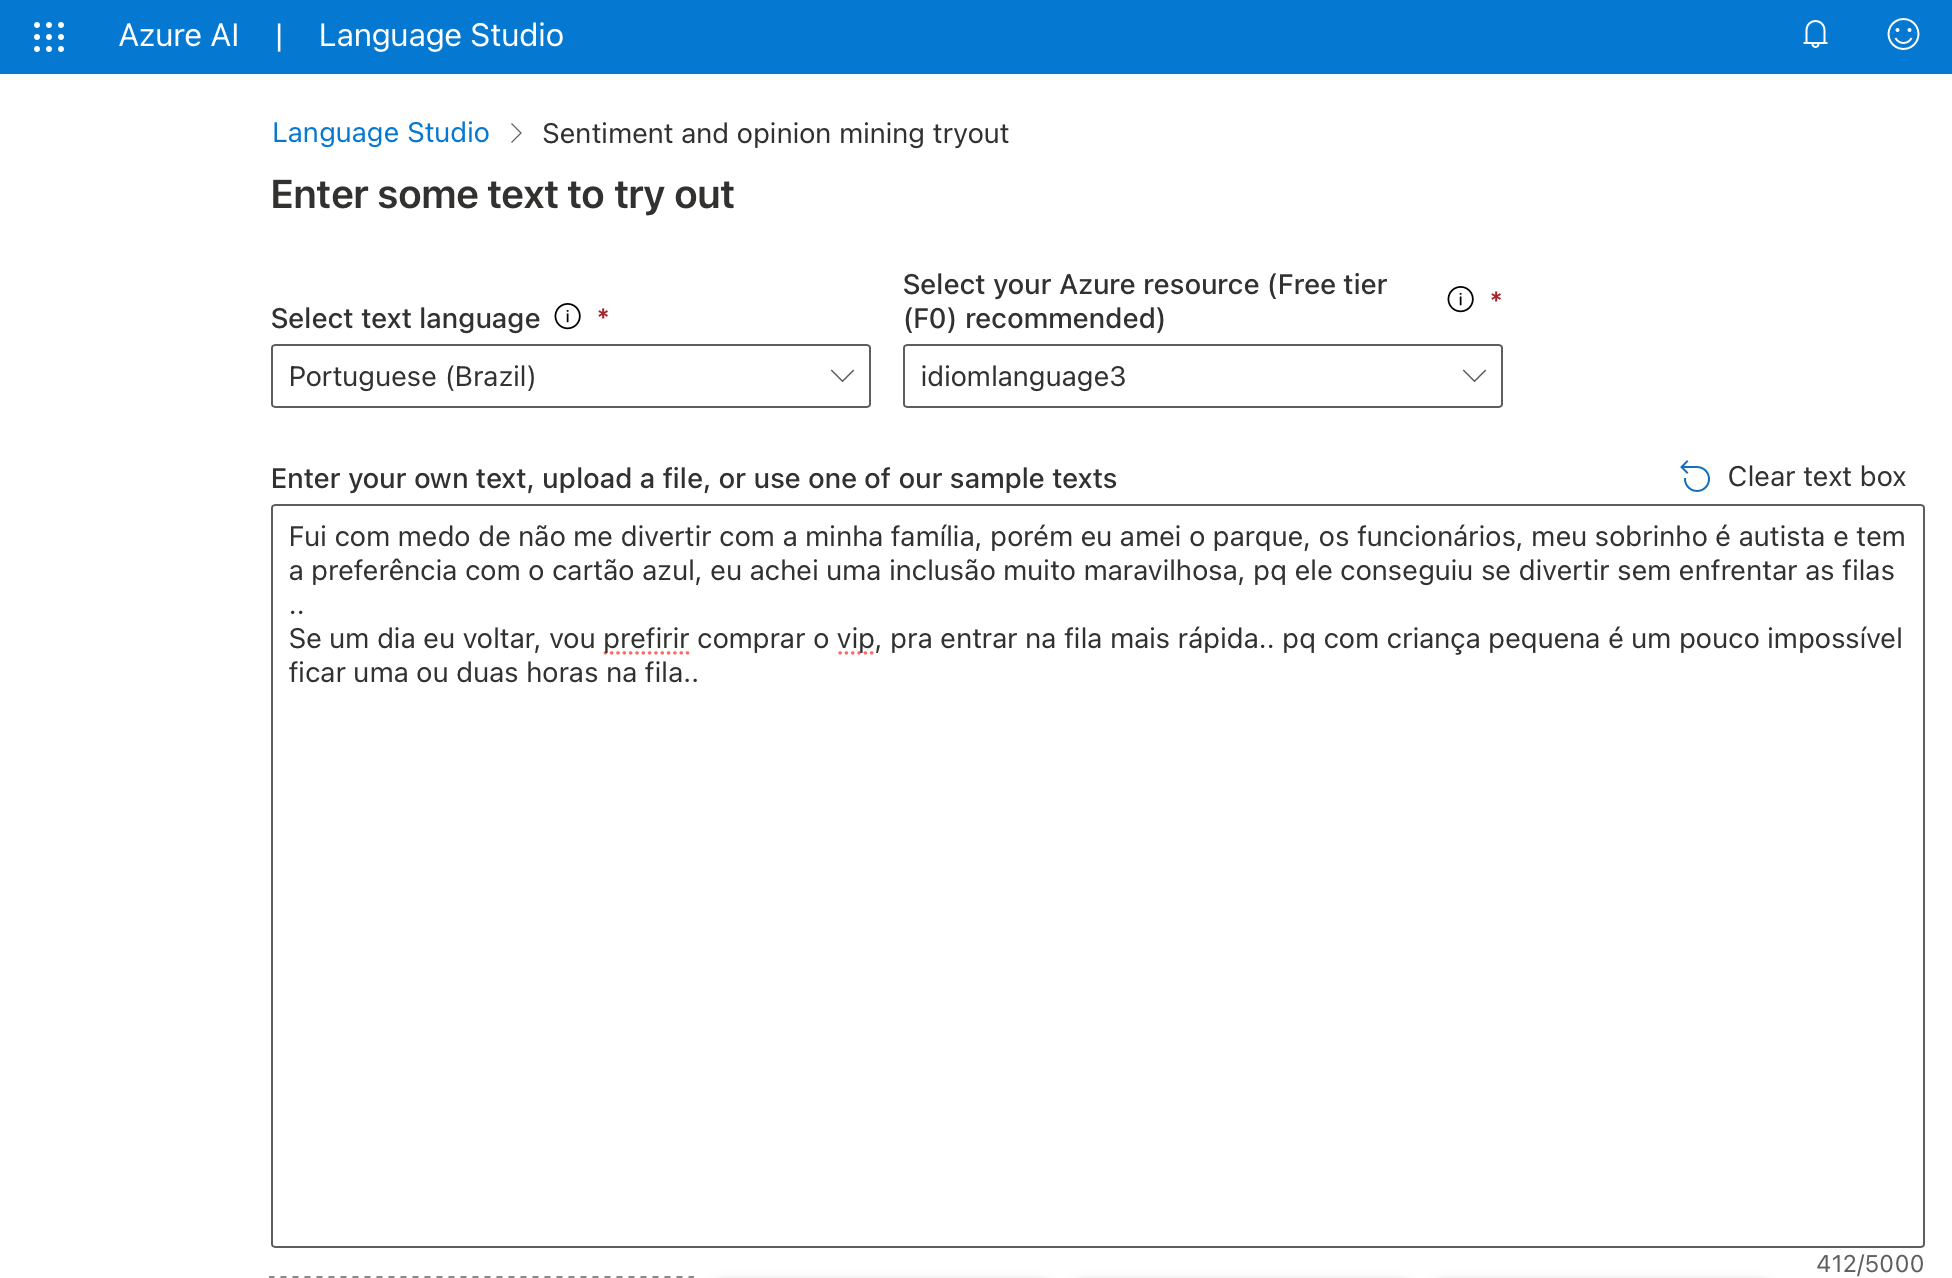 Azure AI | Language Studio
Language Studio > Sentiment and opinion mining tryout
Enter some text to try out
Select text language *
Select your Azure resource (Free tier
(F0) recommended) *
Portuguese (Brazil)
idiomlanguage3
Enter your own text, upload a file, or use one of our sample texts
Clear text box
Fui com medo de não me divertir com a minha família, porém eu amei o parque, os funcionários, meu sobrinho é autista e tem
a preferência com o cartão azul, eu achei uma inclusão muito maravilhosa, pq ele conseguiu se divertir sem enfrentar as filas
..
Se um dia eu voltar, vou prefirir comprar o vip, pra entrar na fila mais rápida.. pq com criança pequena é um pouco impossível
ficar uma ou duas horas na fila..
412/5000